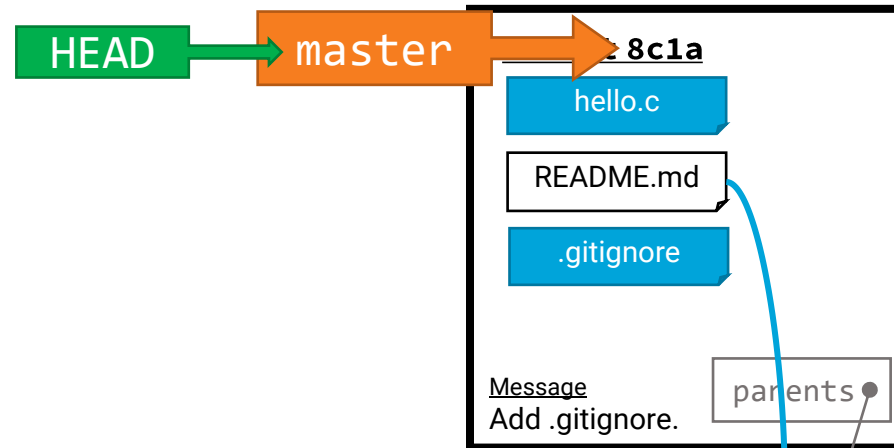 HEAD
master
t 8c1a
hello.c
README.md
.gitignore
Message
Add .gitignore.
parents